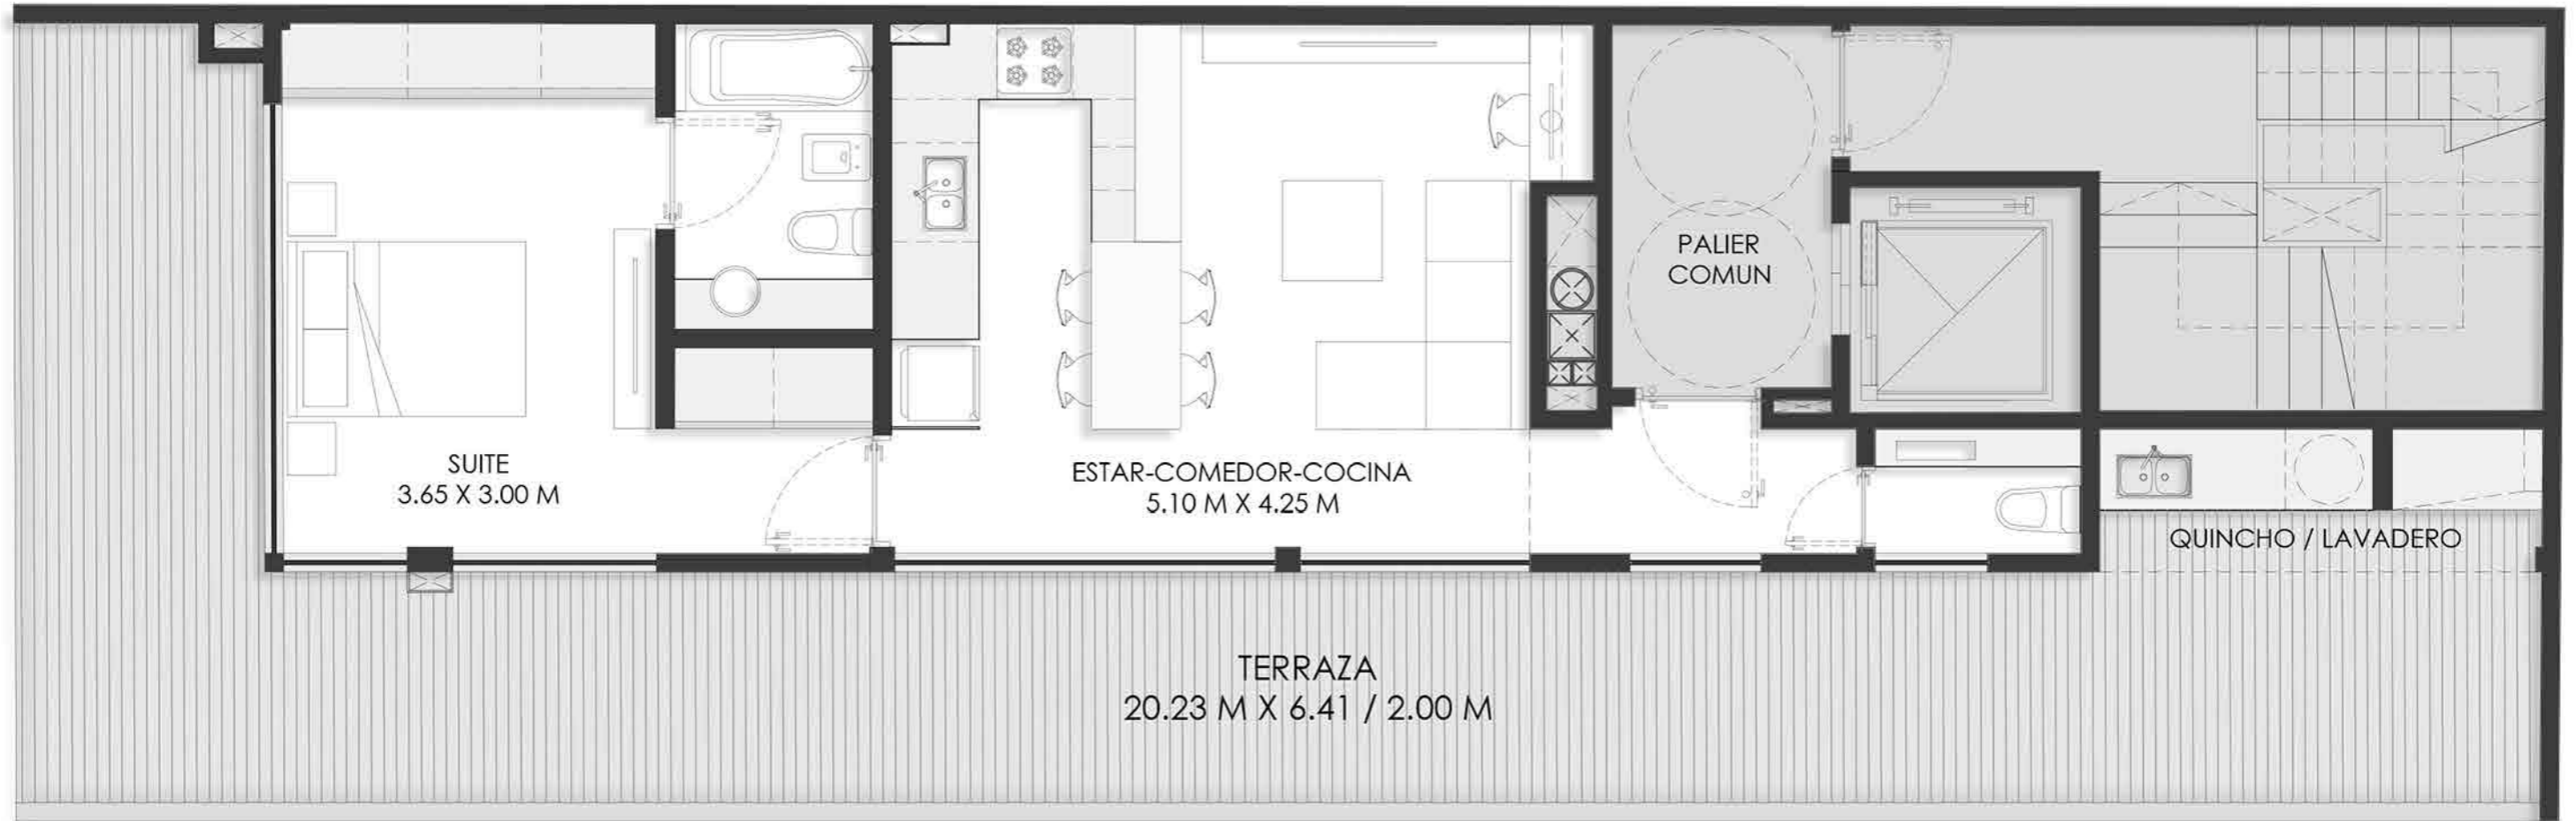 PALIER
COMUN
SUITE
3.65 X 3.00 M
ESTAR-COMEDOR-COCINA
5.10 M X 4.25 M
QUINCHO / LAVADERO
TERRAZA
20.23 M X 6.41 / 2.00 M